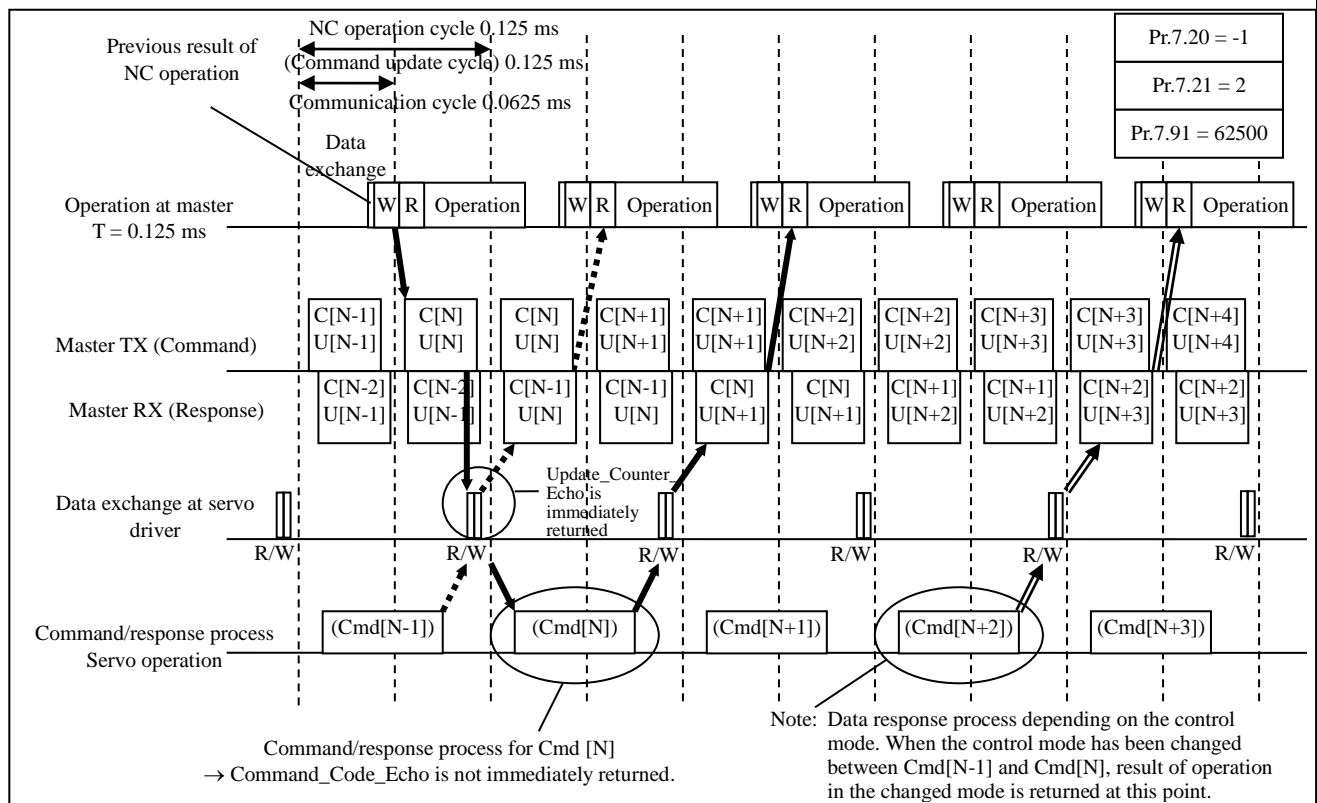 NC operation cycle 0.125 ms
Previous result of
NC operation
(Command update cycle) 0.125 ms
Communication cycle 0.0625 ms
Pr.7.20 = -1
Pr.7.21 = 2
Pr.7.91 = 62500
Data
exchange
Operation at master
T = 0.125 ms
W R Operation
W R Operation
W R Operation
W R Operation
W R Operation
Master TX (Command)
C[N-1] C[N] C[N] C[N+1] C[N+1] C[N+2] C[N+2] C[N+3] C[N+3] C[N+4]
U[N-1] U[N] U[N] U[N+1] U[N+1] U[N+2] U[N+2] U[N+3] U[N+3] U[N+4]
Master RX (Response)
C[N-2] C[N-2] C[N-1] C[N-1] C[N] C[N] C[N+1] C[N+1] C[N+2] C[N+2]
U[N-1] U[N-1] U[N] U[N] U[N+1] U[N+1] U[N+2] U[N+2] U[N+3] U[N+3]
Update_Counter_
Echo is
immediately
returned
Data exchange at servo
driver
R/W R/W R/W R/W R/W R/W
Command/response process
Servo operation
(Cmd[N-1]) (Cmd[N]) (Cmd[N+1]) (Cmd[N+2]) (Cmd[N+3])
Command/response process for Cmd [N]
→ Command_Code_Echo is not immediately returned.
Note: Data response process depending on the control
mode. When the control mode has been changed
between Cmd[N-1] and Cmd[N], result of operation
in the changed mode is returned at this point.